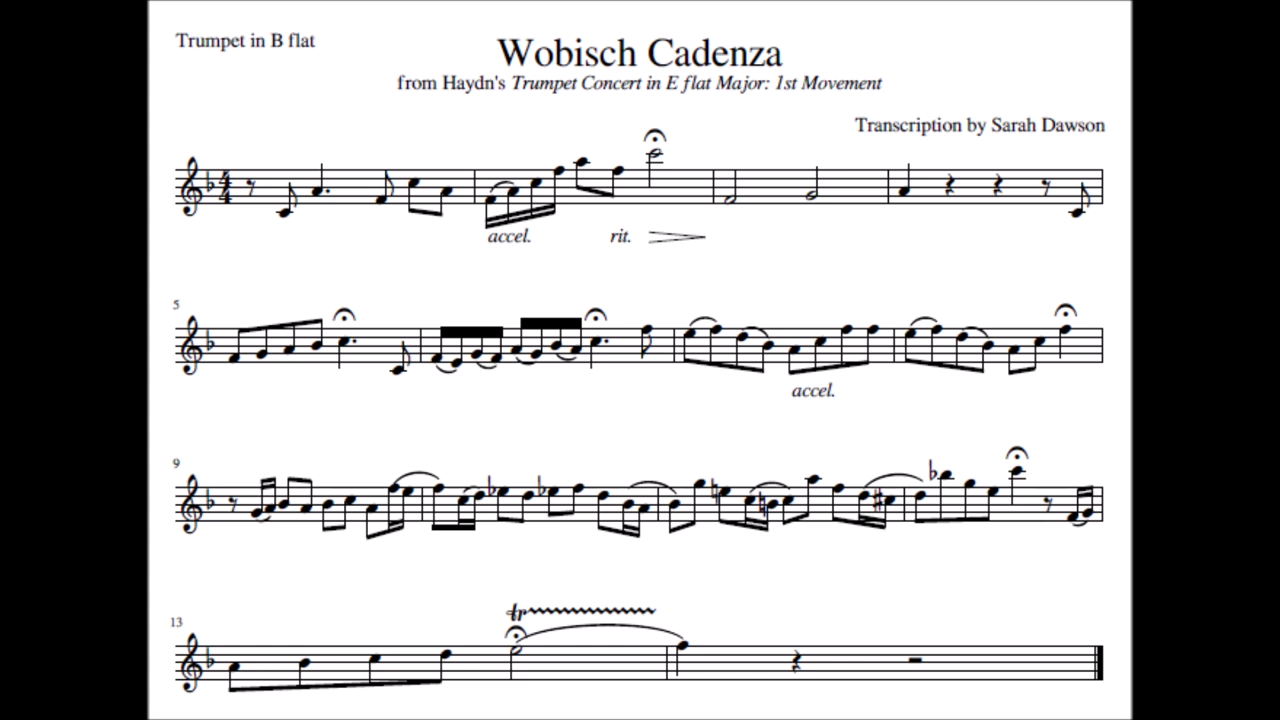 Trumpet in B flat
Wobisch Cadenza
from Haydn's Trumpet Concert in E flat Major: 1st Movement
Transcription by Sarah Dawson
accel. rit.
5
accel.
9
13
tr